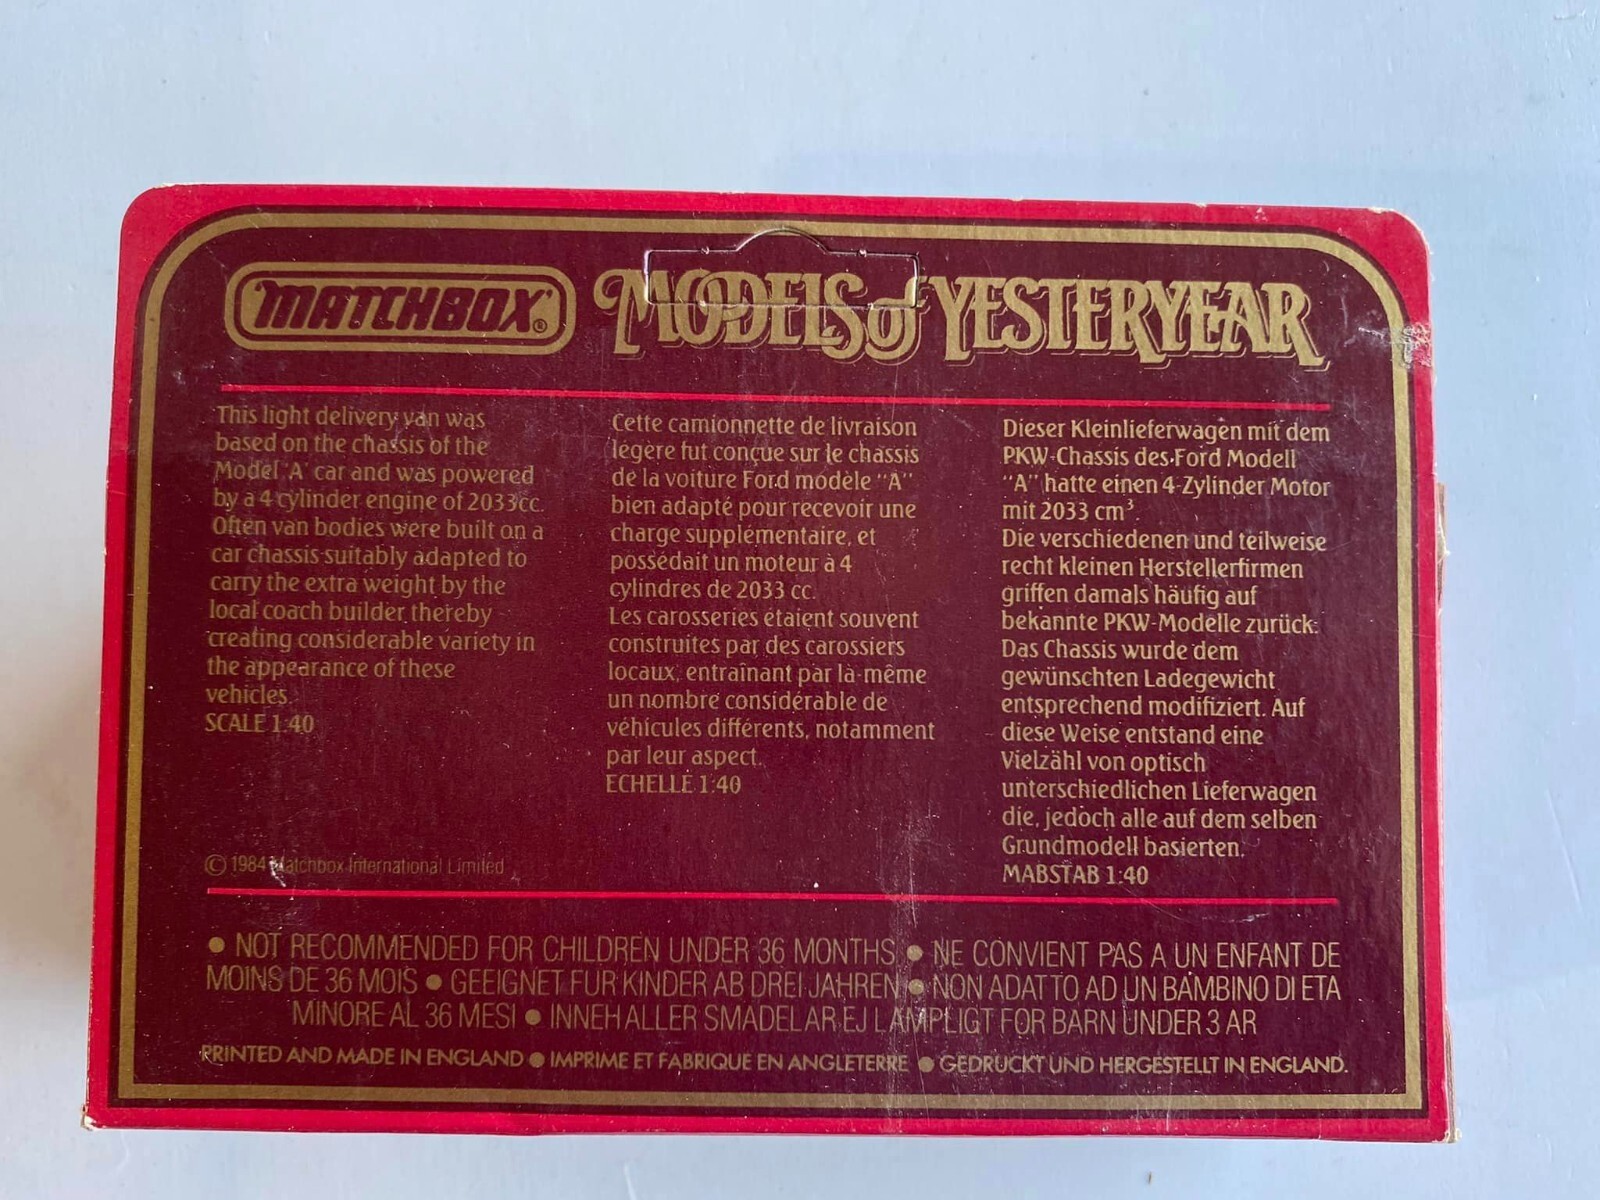 MATCHBOX®
MODELS of YESTERYEAR
This light delivery van was
based on the chassis of the
Model 'A' car and was powered
by a 4 cylinder engine of 2033cc.
Often van bodies were built on a
car chassis suitably adapted to
carry the extra weight by the
local coach builder thereby
creating considerable variety in
the appearance of these
vehicles.
SCALE 1:40
© 1984 Matchbox International Limited
Cette camionnette de livraison
légère fut conçue sur le chassis
de la voiture Ford modèle "A"
bien adapté pour recevoir une
charge supplémentaire, et
possédait un moteur à 4
cylindres de 2033 cc.
Les carosseries étaient souvent
construites par des carossiers
locaux, entraînant par là-même
un nombre considérable de
véhicules différents, notamment
par leur aspect.
ECHELLE 1:40
Dieser Kleinlieferwagen mit dem
PKW-Chassis des Ford Modell
"A" hatte einen 4-Zylinder Motor
mit 2033 cm³.
Die verschiedenen und teilweise
recht kleinen Herstellerfirmen
griffen damals häufig auf
bekannte PKW-Modelle zurück.
Das Chassis wurde dem
gewünschten Ladegewicht
entsprechend modifiziert. Auf
diese Weise entstand eine
Vielzähl von optisch
unterschiedlichen Lieferwagen
die, jedoch alle auf dem selben
Grundmodell basierten.
MABSTAB 1:40
● NOT RECOMMENDED FOR CHILDREN UNDER 36 MONTHS ● NE CONVIENT PAS A UN ENFANT DE
MOINS DE 36 MOIS ● GEEIGNET FUR KINDER AB DREI JAHREN ● NON ADATTO AD UN BAMBINO DI ETA
MINORE AL 36 MESI ● INNEHALLER SMADELAR EJ LAMPLIGT FOR BARN UNDER 3 AR
PRINTED AND MADE IN ENGLAND ● IMPRIME ET FABRIQUE EN ANGLETERRE ● GEDRUCKT UND HERGESTELLT IN ENGLAND.